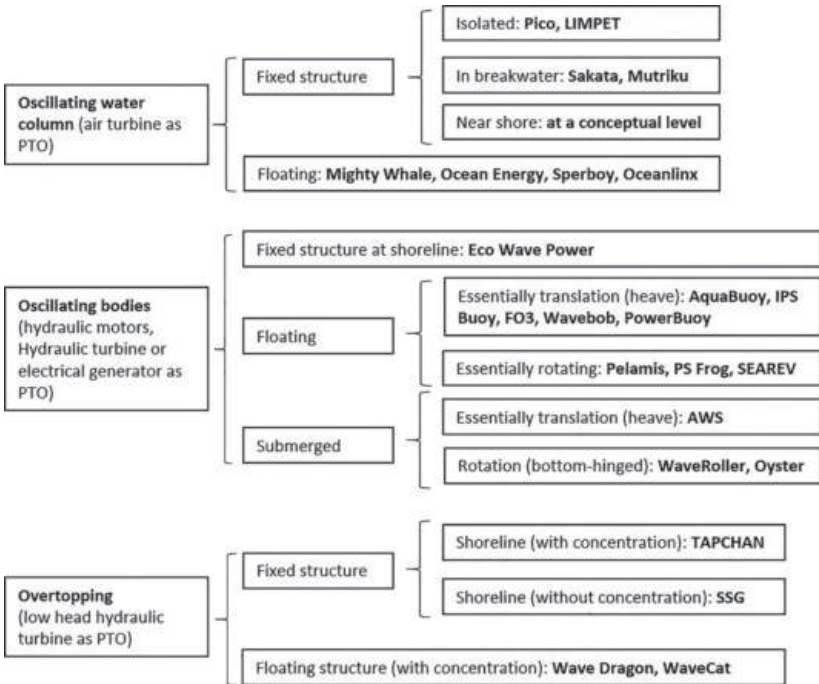 Oscillating water
column (air turbine as
PTO)
Fixed structure
Isolated: Pico, LIMPET
In breakwater: Sakata, Mutriku
Near shore: at a conceptual level
Floating: Mighty Whale, Ocean Energy, Sperboy, Oceanlinx
Oscillating bodies
(hydraulic motors,
Hydraulic turbine or
electrical generator as
PTO)
Fixed structure at shoreline: Eco Wave Power
Floating
Essentially translation (heave): AquaBuoy, IPS
Buoy, FO3, Wavebob, PowerBuoy
Essentially rotating: Pelamis, PS Frog, SEAREV
Submerged
Essentially translation (heave): AWS
Rotation (bottom-hinged): WaveRoller, Oyster
Overtopping
(low head hydraulic
turbine as PTO)
Fixed structure
Shoreline (with concentration): TAPCHAN
Shoreline (without concentration): SSG
Floating structure (with concentration): Wave Dragon, WaveCat